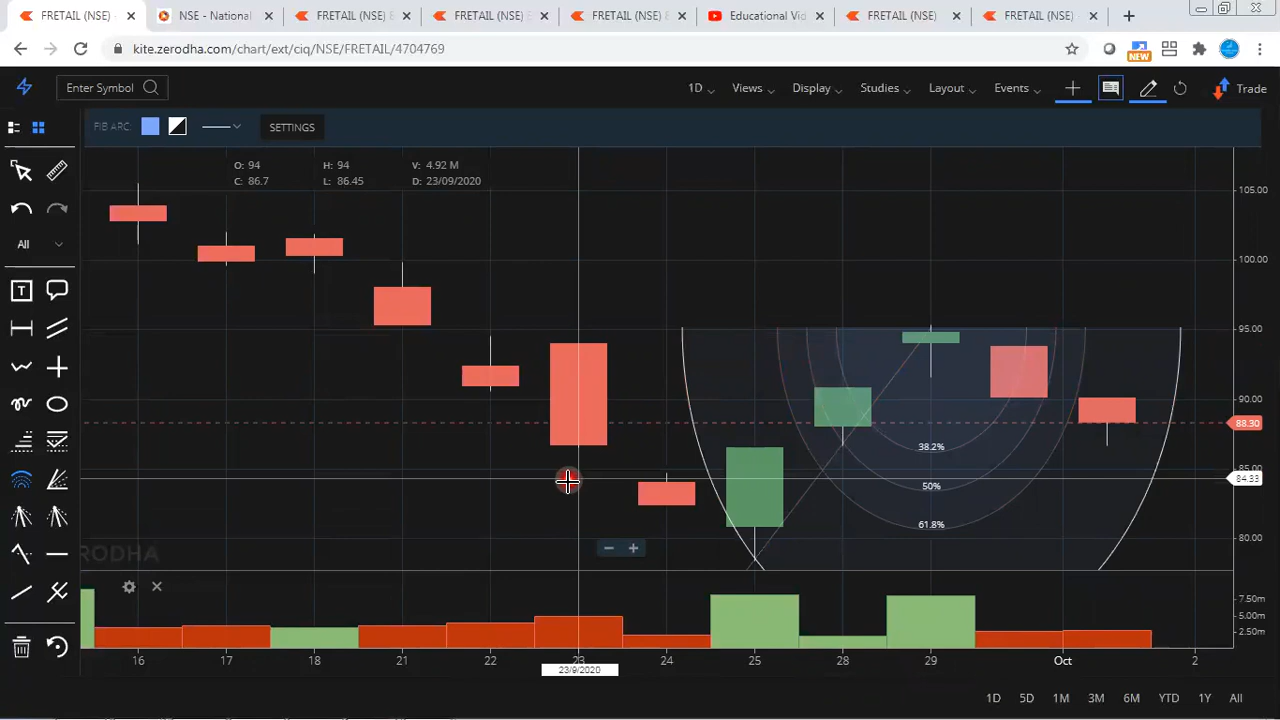 FRETAIL (NSE) -
NSE - National
FRETAIL (NSE) E
FRETAIL (NSE) E
FRETAIL (NSE) E
Educational Vid
FRETAIL (NSE)
FRETAIL (NSE) -
kite.zerodha.com/chart/ext/ciq/NSE/FRETAIL/4704769
NEW
Enter Symbol
1D
Views
Display
Studies
Layout
Events
Trade
FIB ARC:
SETTINGS
O: 94
H: 94
V: 4.92 M
C: 86.7
L: 86.45
D: 23/09/2020
All
T
105.00
100.00
95.00
90.00
88.30
85.00
84.33
80.00
38.2%
50%
61.8%
RODHA
7.50m
5.00m
2.50m
16
17
18
21
22
23
24
25
28
29
Oct
2
23/9/2020
1D
5D
1M
3M
6M
YTD
1Y
All